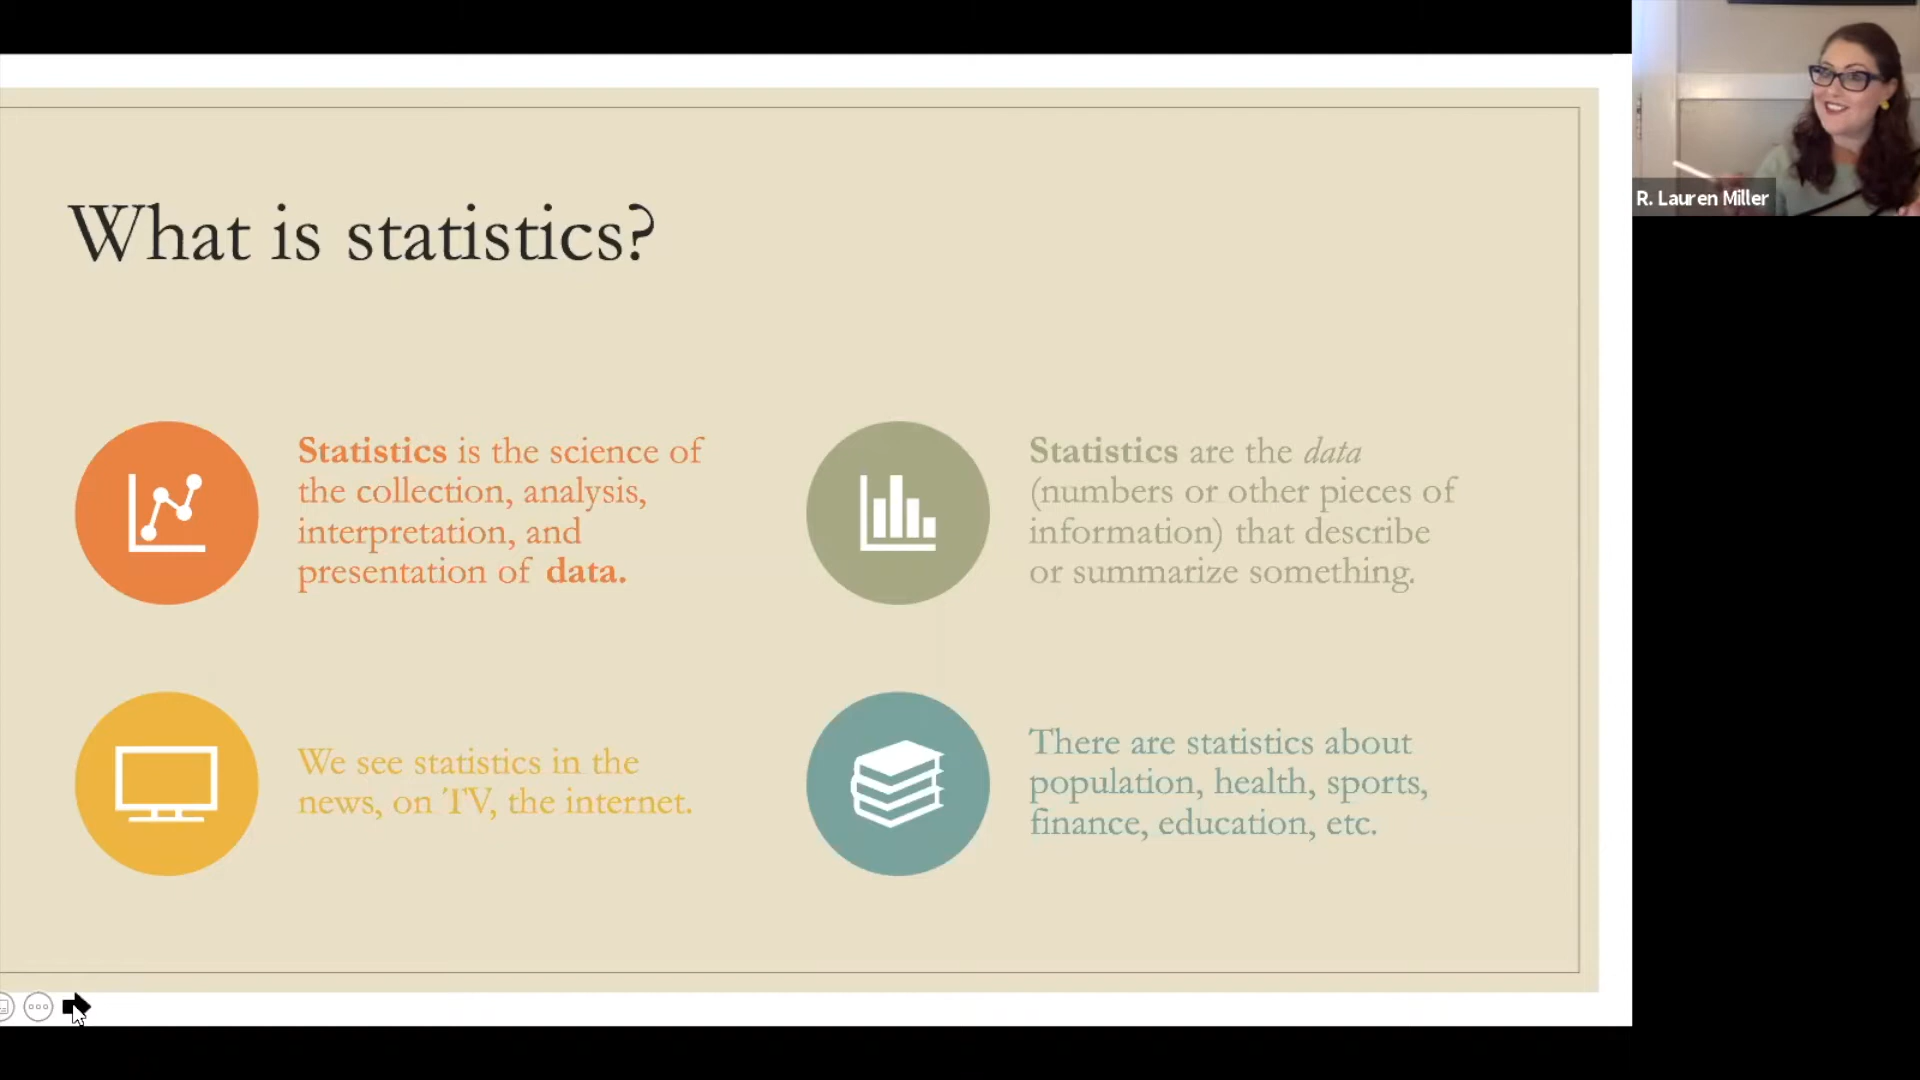 What is statistics?
Statistics is the science of
the collection, analysis,
interpretation, and
presentation of data.
Statistics are the data
(numbers or other pieces of
information) that describe
or summarize something.
We see statistics in the
news, on TV, the internet.
There are statistics about
population, health, sports,
finance, education, etc.
R. Lauren Miller